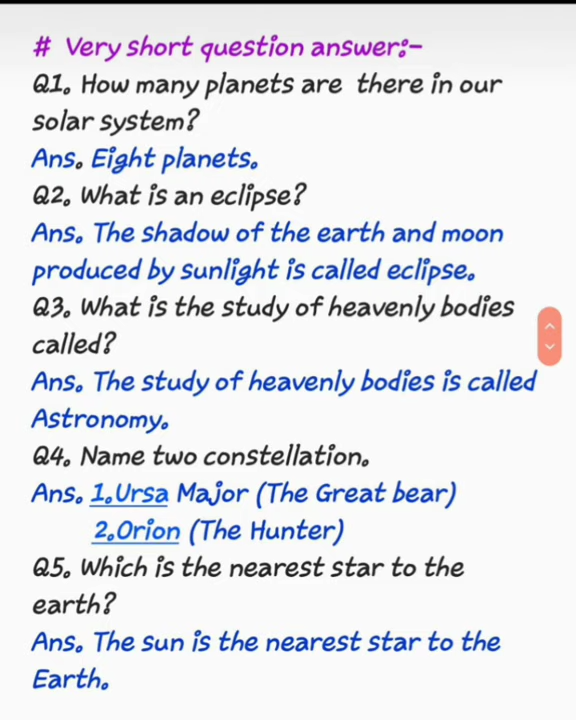 # Very short question answer:-
Q1. How many planets are there in our
solar system?
Ans. Eight planets.
Q2. What is an eclipse?
Ans. The shadow of the earth and moon
produced by sunlight is called eclipse.
Q3. What is the study of heavenly bodies
called?
Ans. The study of heavenly bodies is called
Astronomy.
Q4. Name two constellation.
Ans. 1.Ursa Major (The Great bear)
2.Orion (The Hunter)
Q5. Which is the nearest star to the
earth?
Ans. The sun is the nearest star to the
Earth.